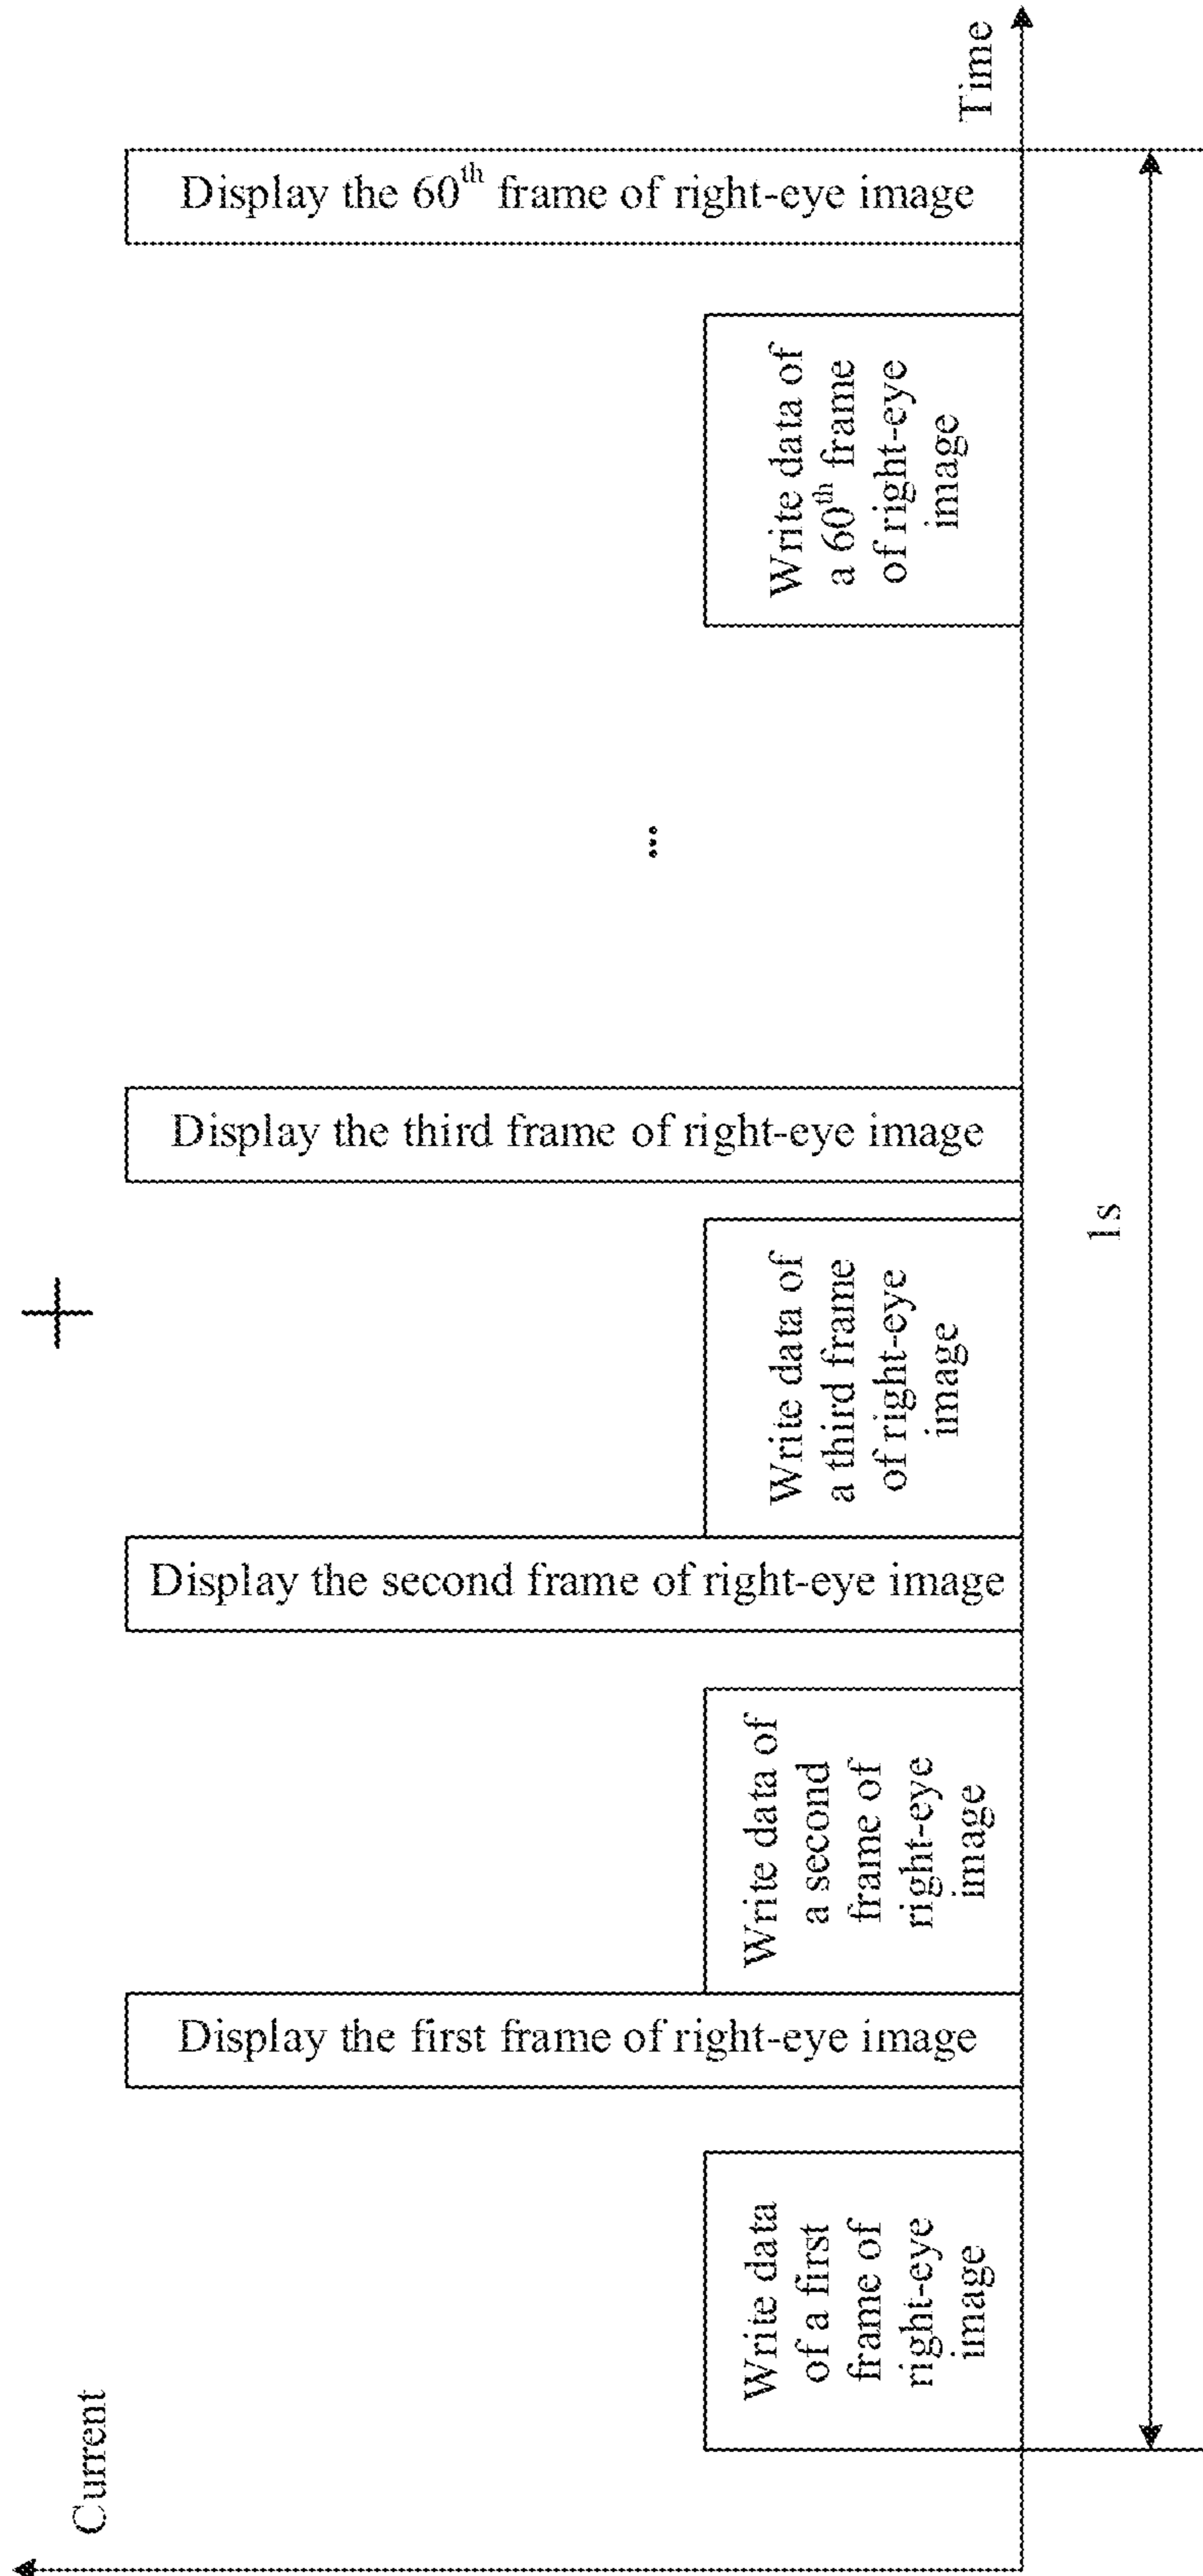 Current
+
Write data
of a first
frame of
right-eye
image
Display the first frame of right-eye image
Write data of
a second
frame of
right-eye
image
Display the second frame of right-eye image
Write data of
a third frame
of right-eye
image
Display the third frame of right-eye image
...
Write data of
a 60th frame
of right-eye
image
Display the 60th frame of right-eye image
Time
1s